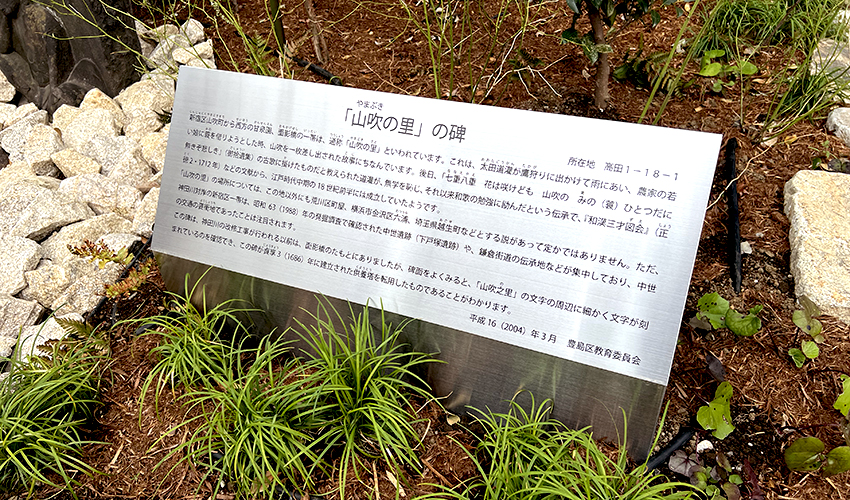 やまぶき
「山吹の里」の碑
所在地　高田1－18－1
新宿区山吹町から西方の甘泉園、面影橋の一帯は、通称「山吹の里」といわれています。これは、太田道灌が鷹狩りに出かけて雨にあい、農家の若
い娘に蓑を借りようとした時、山吹を一枝差し出された故事にちなんでいます。後日、「七重八重　花は咲けども　山吹の　みの（蓑）ひとつだに
無きぞ悲しき」（『後拾遺集』）の古歌に掛けたものだと教えられた道灌が、無学を恥じ、それ以来和歌の勉強に励んだという伝承で、『和漢三才図会』（正
徳2・1712年）などの文献から、江戸時代中期の18世紀前半には成立していたようです。
「山吹の里」の場所については、この地以外にも荒川区町屋、横浜市金沢区六浦、埼玉県越生町などとする説があって定かではありません。ただ、
神田川対岸の新宿区一帯は、昭和63（1988）年の発掘調査で確認された中世遺跡（下戸塚遺跡）や、鎌倉街道の伝承地などが集中しており、中世
の交通の要衝地であったことは注目されます。
この碑は、神田川の改修工事が行われる以前は、面影橋のたもとにありましたが、碑面をよくみると、「山吹之里」の文字の周辺に細かく文字が刻
まれているのを確認でき、この碑が貞享3（1686）年に建立された供養塔を転用したものであることがわかります。
平成16（2004）年3月　豊島区教育委員会